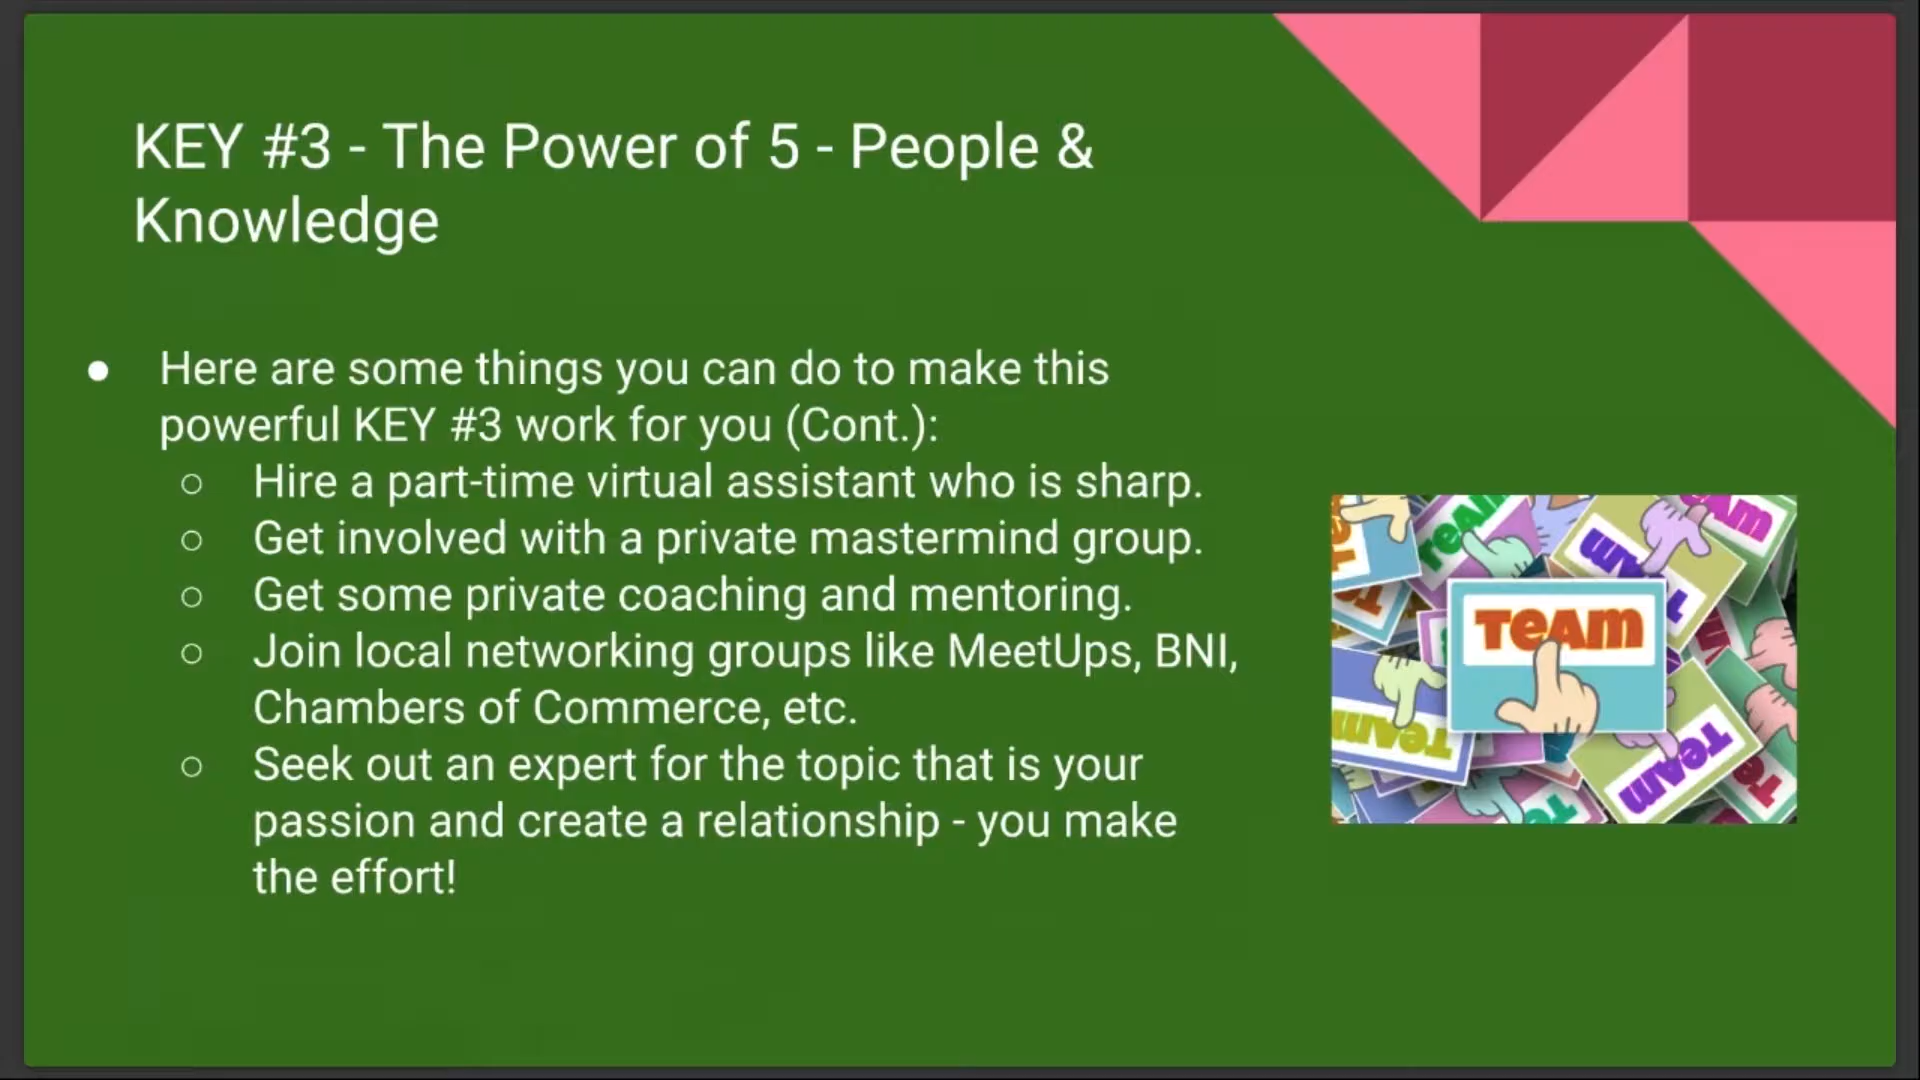 KEY #3 - The Power of 5 - People &
Knowledge
● Here are some things you can do to make this
powerful KEY #3 work for you (Cont.):
○ Hire a part-time virtual assistant who is sharp.
○ Get involved with a private mastermind group.
○ Get some private coaching and mentoring.
○ Join local networking groups like MeetUps, BNI,
Chambers of Commerce, etc.
○ Seek out an expert for the topic that is your
passion and create a relationship - you make
the effort!
TeAm
TeAm
TeAm